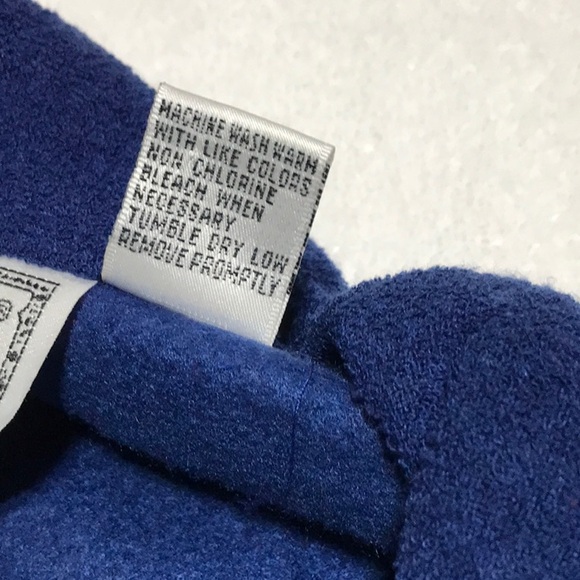 MACHINE WASH WARM
WITH LIKE COLORS
NON CHLORINE
BLEACH WHEN
NECESSARY
TUMBLE DRY LOW
REMOVE PROMPTLY
®